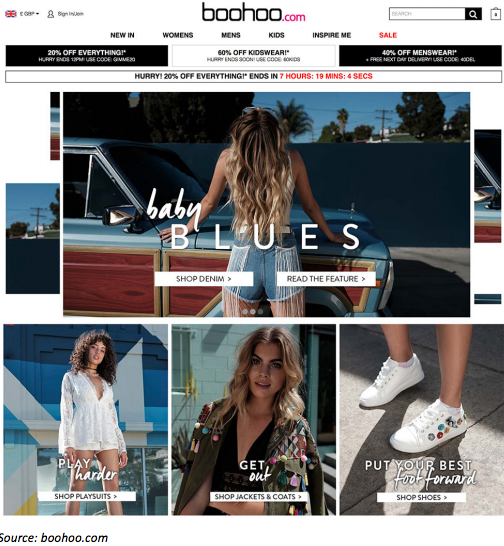 £ GBP
Sign In/Join
boohoo.com
SEARCH
0
NEW IN WOMENS MENS KIDS INSPIRE ME SALE
20% OFF EVERYTHING!*
HURRY ENDS 12PM! USE CODE: GIMME20
60% OFF KIDSWEAR!*
HURRY ENDS SOON! USE CODE: 60KIDS
40% OFF MENSWEAR!*
+ FREE NEXT DAY DELIVERY! USE CODE: 40DEL
HURRY! 20% OFF EVERYTHING!* ENDS IN 7 HOURS: 19 MINS: 4 SECS
baby
BLUES
SHOP DENIM >
READ THE FEATURE >
PLAY
harder
SHOP PLAYSUITS >
GET
out
SHOP JACKETS & COATS >
PUT YOUR BEST
foot forward
SHOP SHOES >
Source: boohoo.com